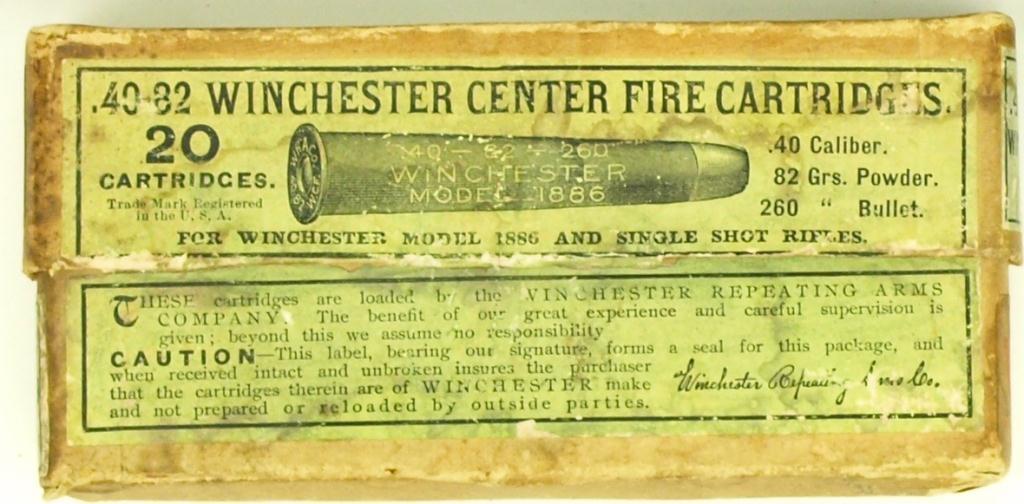 .40-82 WINCHESTER CENTER FIRE CARTRIDGES.
20
CARTRIDGES.
Trade Mark Registered
in the U. S. A.
W.R.A.CO.
40-82-260
WINCHESTER
MODEL 1886
.40 Caliber.
82 Grs. Powder.
260 " Bullet.
FOR WINCHESTER MODEL 1886 AND SINGLE SHOT RIFLES.
THESE cartridges are loaded by the WINCHESTER REPEATING ARMS
COMPANY. The benefit of our great experience and careful supervision is
given; beyond this we assume no responsibility
CAUTION—This label, bearing our signature, forms a seal for this package, and
when received intact and unbroken insures the purchaser
that the cartridges therein are of WINCHESTER make
and not prepared or reloaded by outside parties.
Winchester Repeating Arms Co.